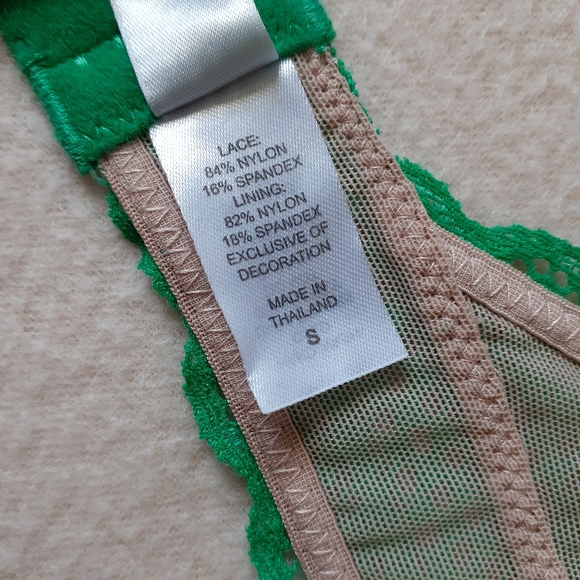 LACE:
84% NYLON
16% SPANDEX
LINING:
82% NYLON
18% SPANDEX
EXCLUSIVE OF
DECORATION
MADE IN
THAILAND
S